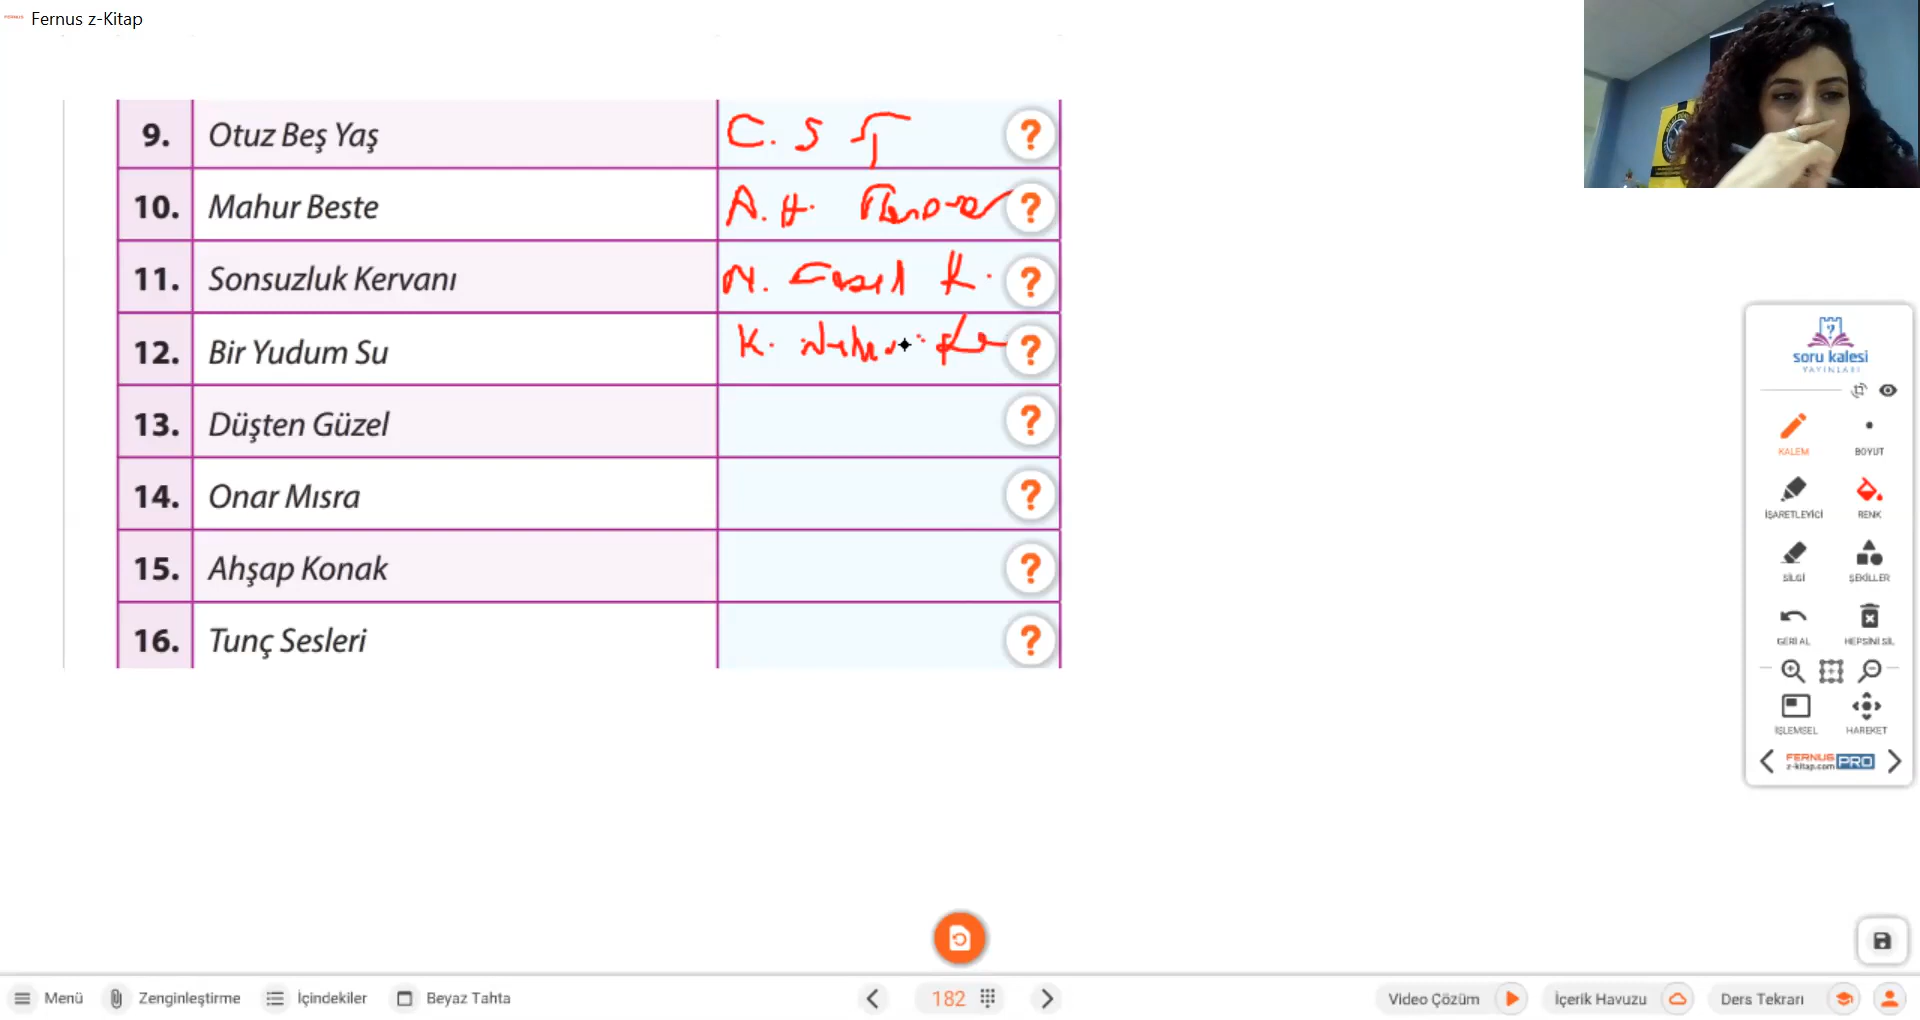 Fernus z-Kitap
9. Otuz Beş Yaş C. S T ?
10. Mahur Beste A. H. ?
11. Sonsuzluk Kervanı N. Fazıl K. ?
12. Bir Yudum Su K. ?
13. Düşten Güzel ?
14. Onar Mısra ?
15. Ahşap Konak ?
16. Tunç Sesleri ?
soru kalesi
YAYINLARI
KALEM BOYUT
İŞARETLEYİCİ RENK
SİLGİ ŞEKİLLER
GERİ AL HEPSİNİ SİL
İŞLEMSEL HAREKET
FERNUS
z-kitap.com PRO
Menü Zenginleştirme İçindekiler Beyaz Tahta 182 Video Çözüm İçerik Havuzu Ders Tekrarı